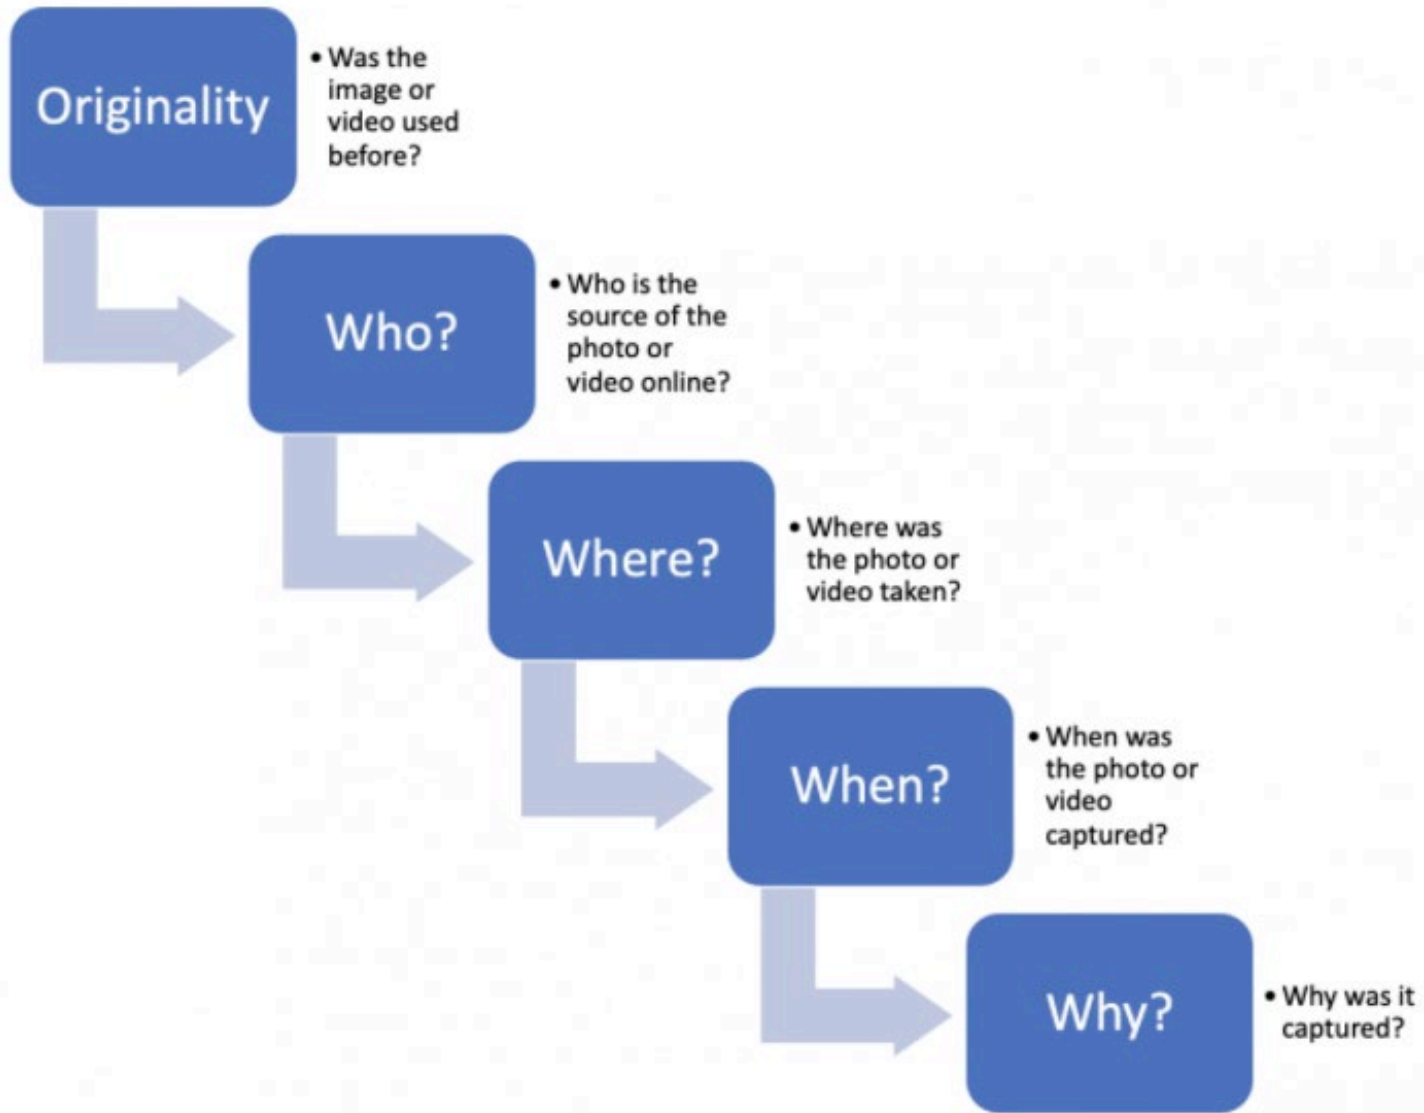 Originality
• Was the
image or
video used
before?
Who?
• Who is the
source of the
photo or
video online?
Where?
• Where was
the photo or
video taken?
When?
• When was
the photo or
video
captured?
Why?
• Why was it
captured?